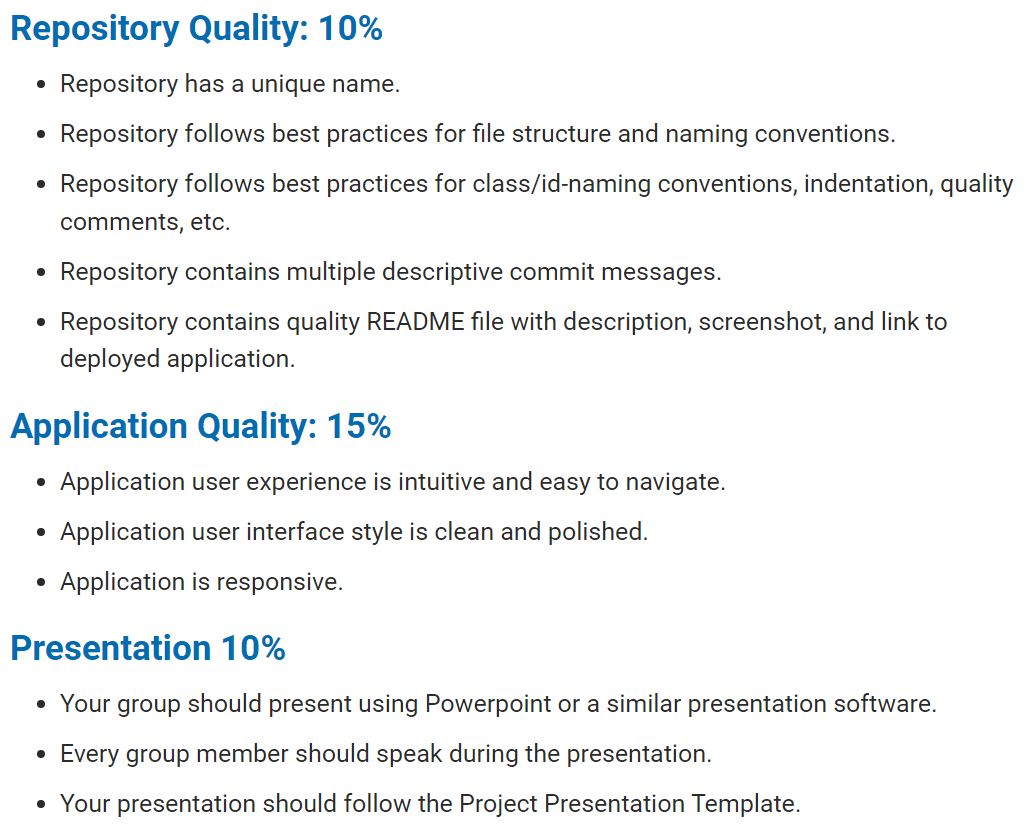 Repository Quality: 10%
• Repository has a unique name.
• Repository follows best practices for file structure and naming conventions.
• Repository follows best practices for class/id-naming conventions, indentation, quality
comments, etc.
• Repository contains multiple descriptive commit messages.
• Repository contains quality README file with description, screenshot, and link to
deployed application.
Application Quality: 15%
• Application user experience is intuitive and easy to navigate.
• Application user interface style is clean and polished.
• Application is responsive.
Presentation 10%
• Your group should present using Powerpoint or a similar presentation software.
• Every group member should speak during the presentation.
• Your presentation should follow the Project Presentation Template.